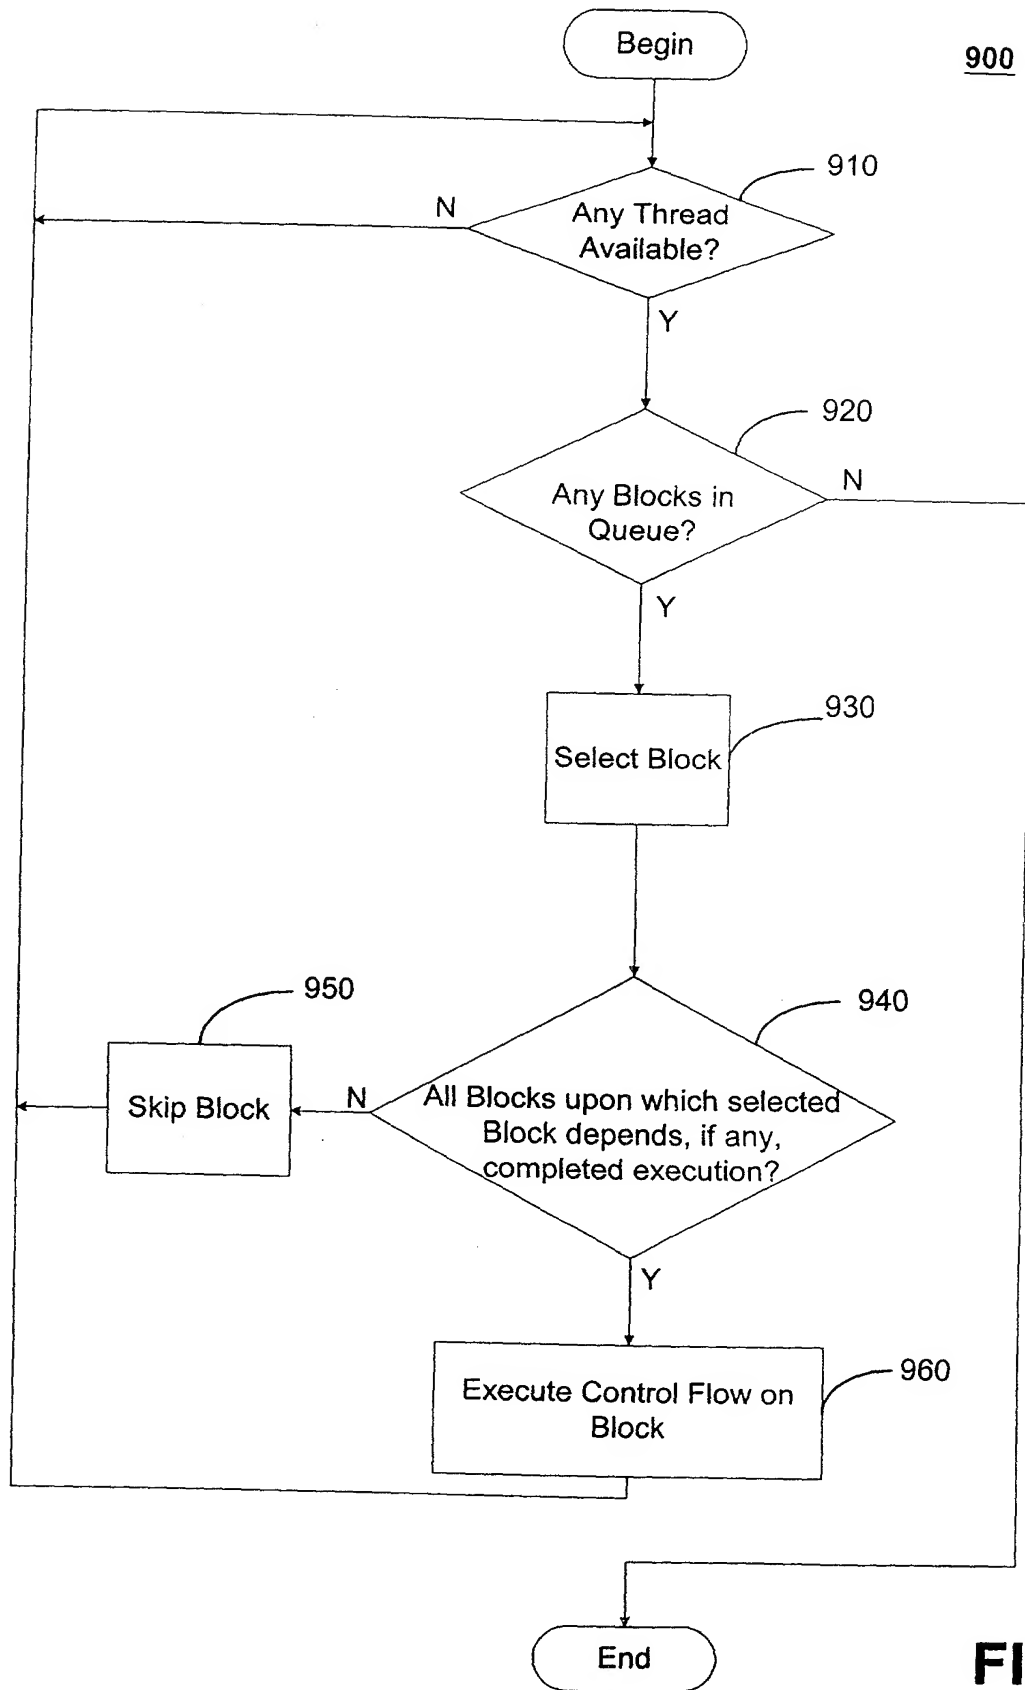 Begin
900
910
Any Thread
Available?
N
Y
920
Any Blocks in
Queue?
N
Y
930
Select Block
950
Skip Block
940
N
All Blocks upon which selected
Block depends, if any,
completed execution?
Y
960
Execute Control Flow on
Block
End
FI